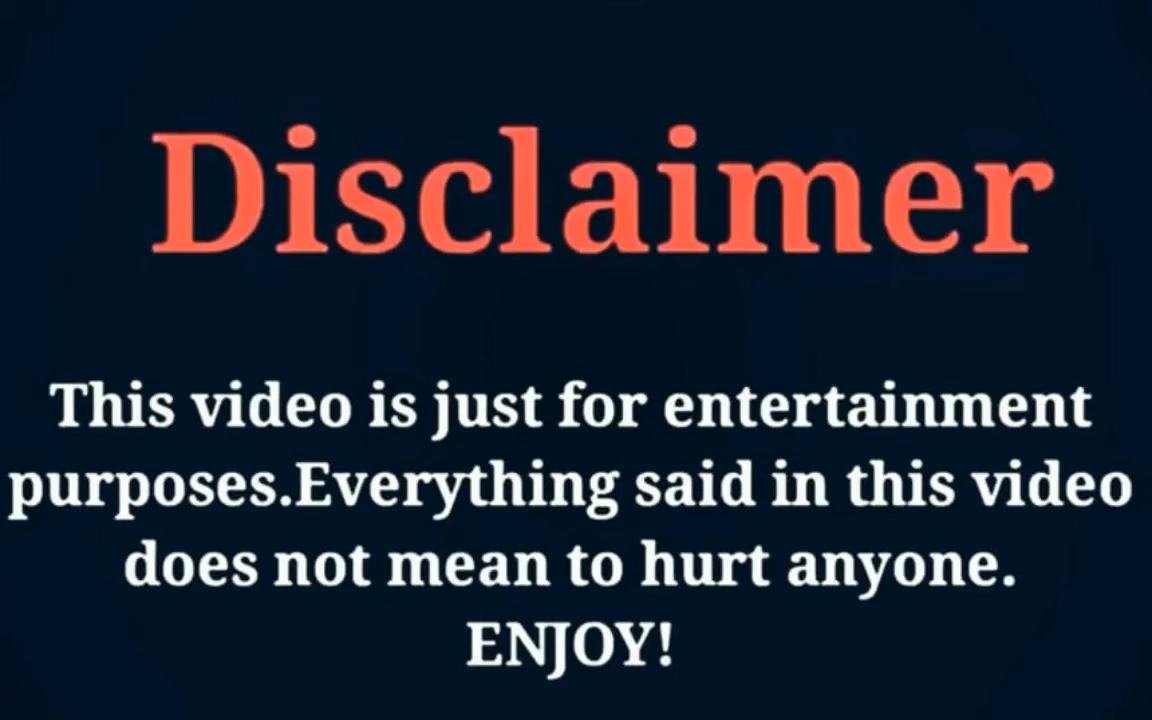 Disclaimer
This video is just for entertainment
purposes.Everything said in this video
does not mean to hurt anyone.
ENJOY!